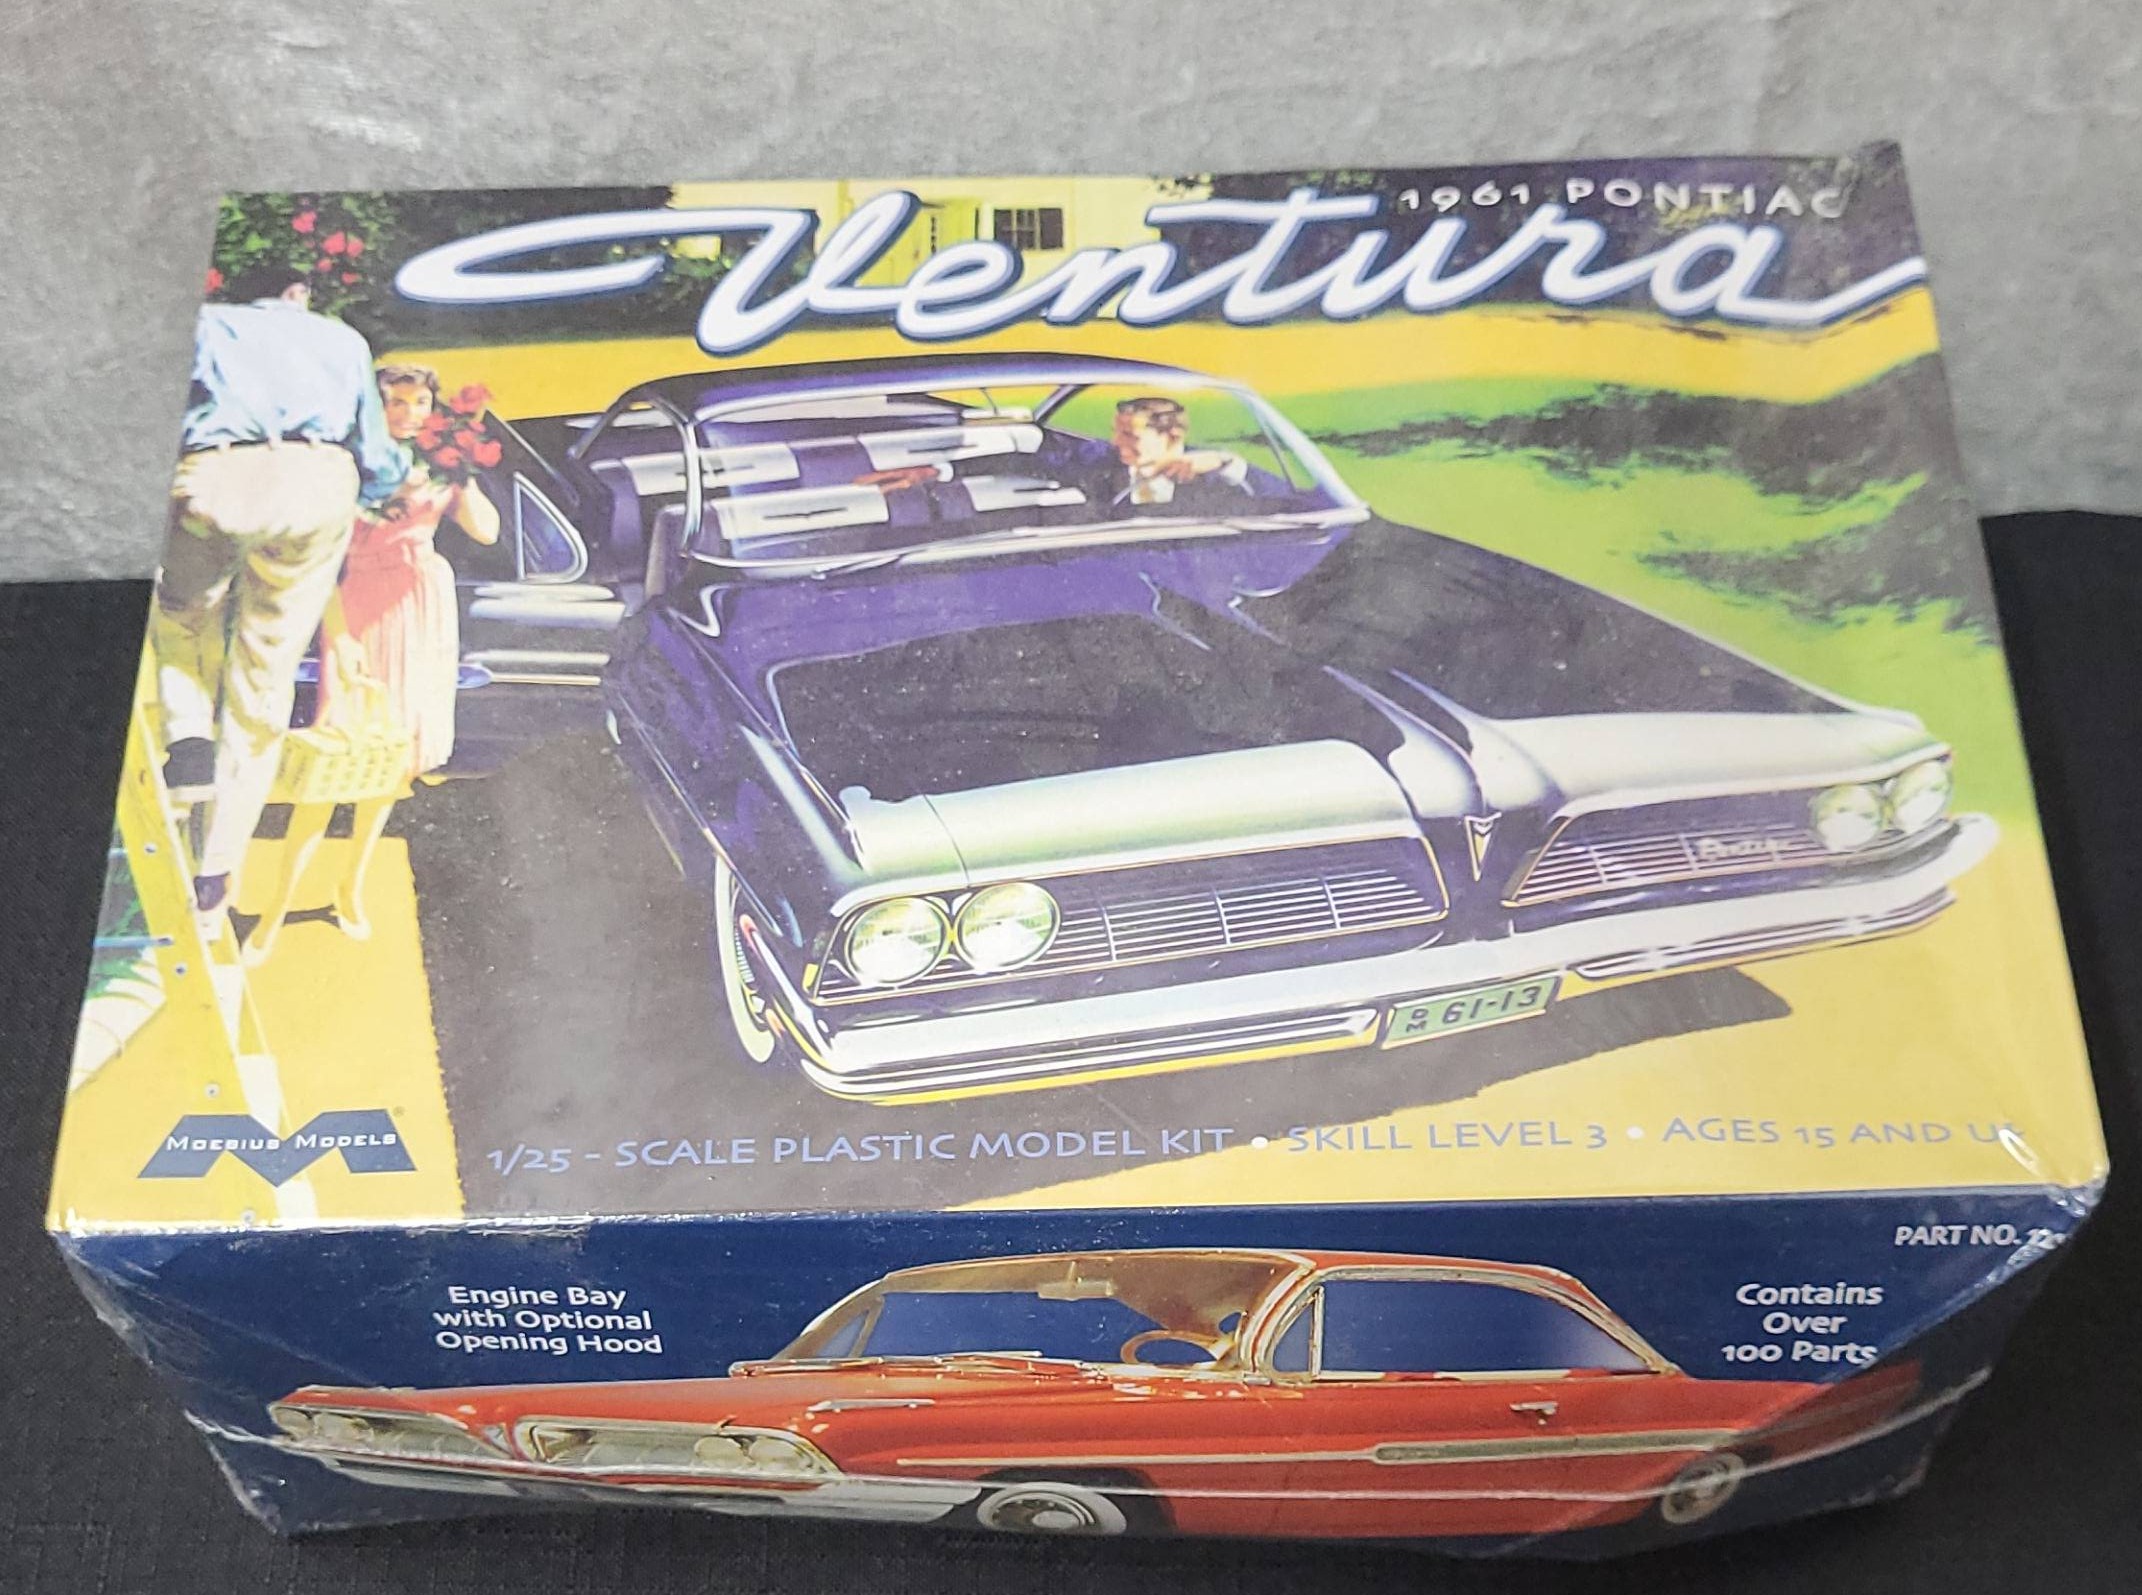 1961 PONTIAC
Ventura
Pontiac
DM 61-13
MOEBIUS MODELS®
1/25 - SCALE PLASTIC MODEL KIT • SKILL LEVEL 3 • AGES 15 AND UP
PART NO.
Engine Bay
with Optional
Opening Hood
Contains
Over
100 Parts